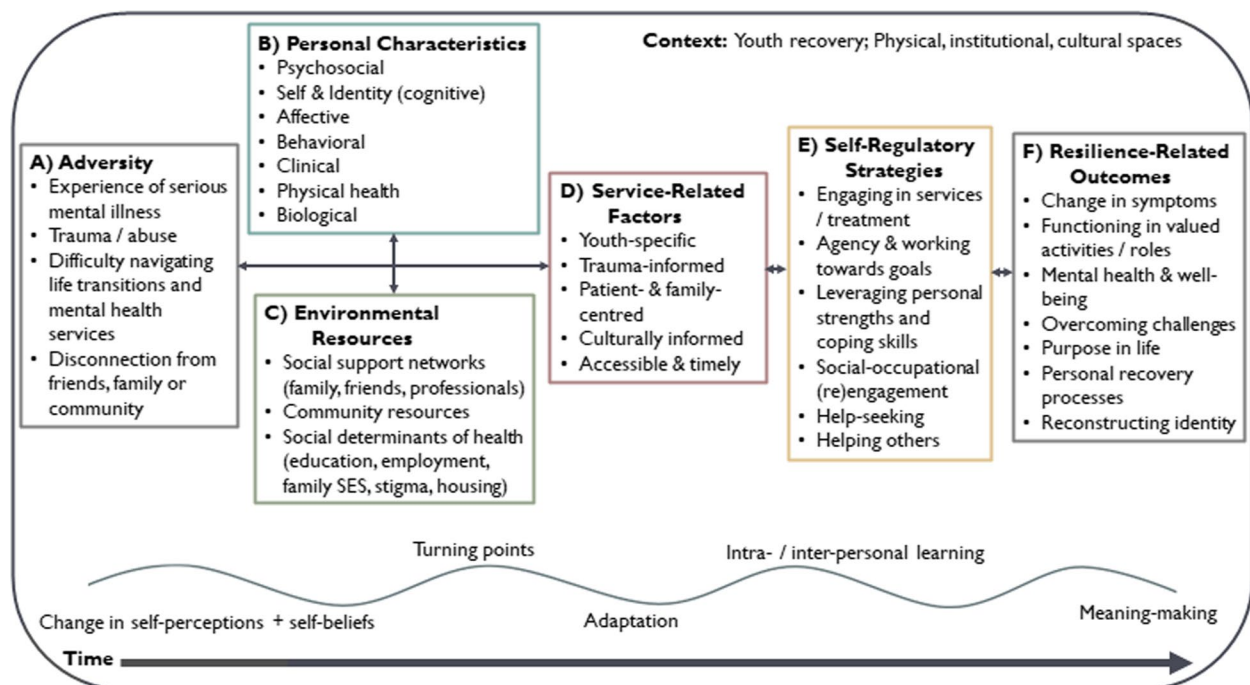 Context: Youth recovery; Physical, institutional, cultural spaces
A) Adversity
• Experience of serious
mental illness
• Trauma / abuse
• Difficulty navigating
life transitions and
mental health
services
• Disconnection from
friends, family or
community
B) Personal Characteristics
• Psychosocial
• Self & Identity (cognitive)
• Affective
• Behavioral
• Clinical
• Physical health
• Biological
C) Environmental
Resources
• Social support networks
(family, friends, professionals)
• Community resources
• Social determinants of health
(education, employment,
family SES, stigma, housing)
D) Service-Related
Factors
• Youth-specific
• Trauma-informed
• Patient- & family-
centred
• Culturally informed
• Accessible & timely
E) Self-Regulatory
Strategies
• Engaging in services
/ treatment
• Agency & working
towards goals
• Leveraging personal
strengths and
coping skills
• Social-occupational
(re)engagement
• Help-seeking
• Helping others
F) Resilience-Related
Outcomes
• Change in symptoms
• Functioning in valued
activities / roles
• Mental health & well-
being
• Overcoming challenges
• Purpose in life
• Personal recovery
processes
• Reconstructing identity
Change in self-perceptions + self-beliefs
Turning points
Adaptation
Intra- / inter-personal learning
Meaning-making
Time